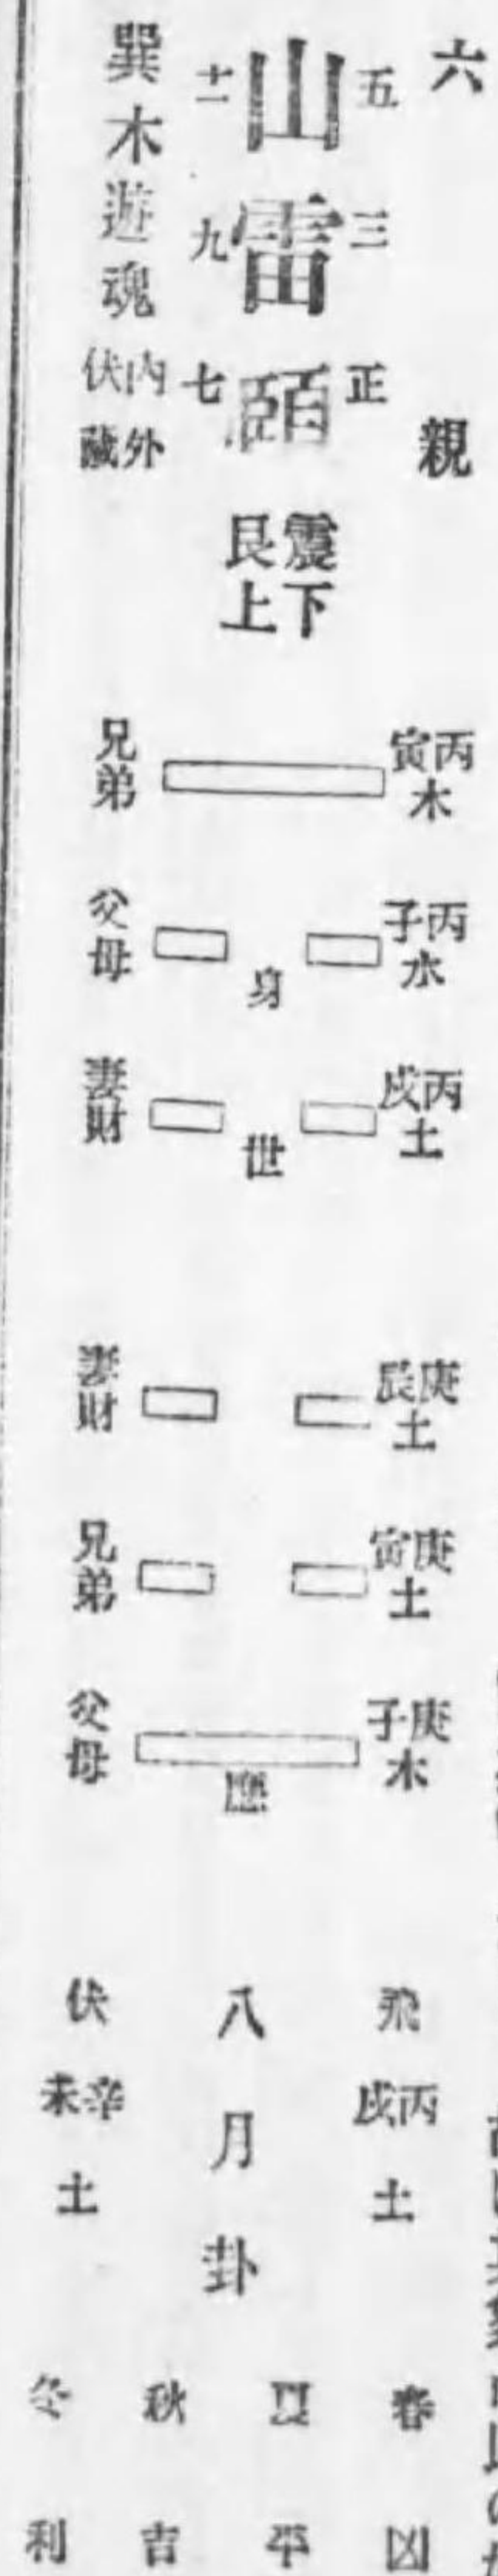 六親
五 三 正
山雷頤
十二 九 七
震下
艮上
巽木遊魂
內外
伏藏
丙寅木
兄弟
丙子水
身
父母
丙戌土
世
妻財
庚辰土
妻財
庚寅土
兄弟
庚子木
應
父母
飛 丙戌土
八月卦
伏 辛未土
春凶
夏平
秋吉
冬利